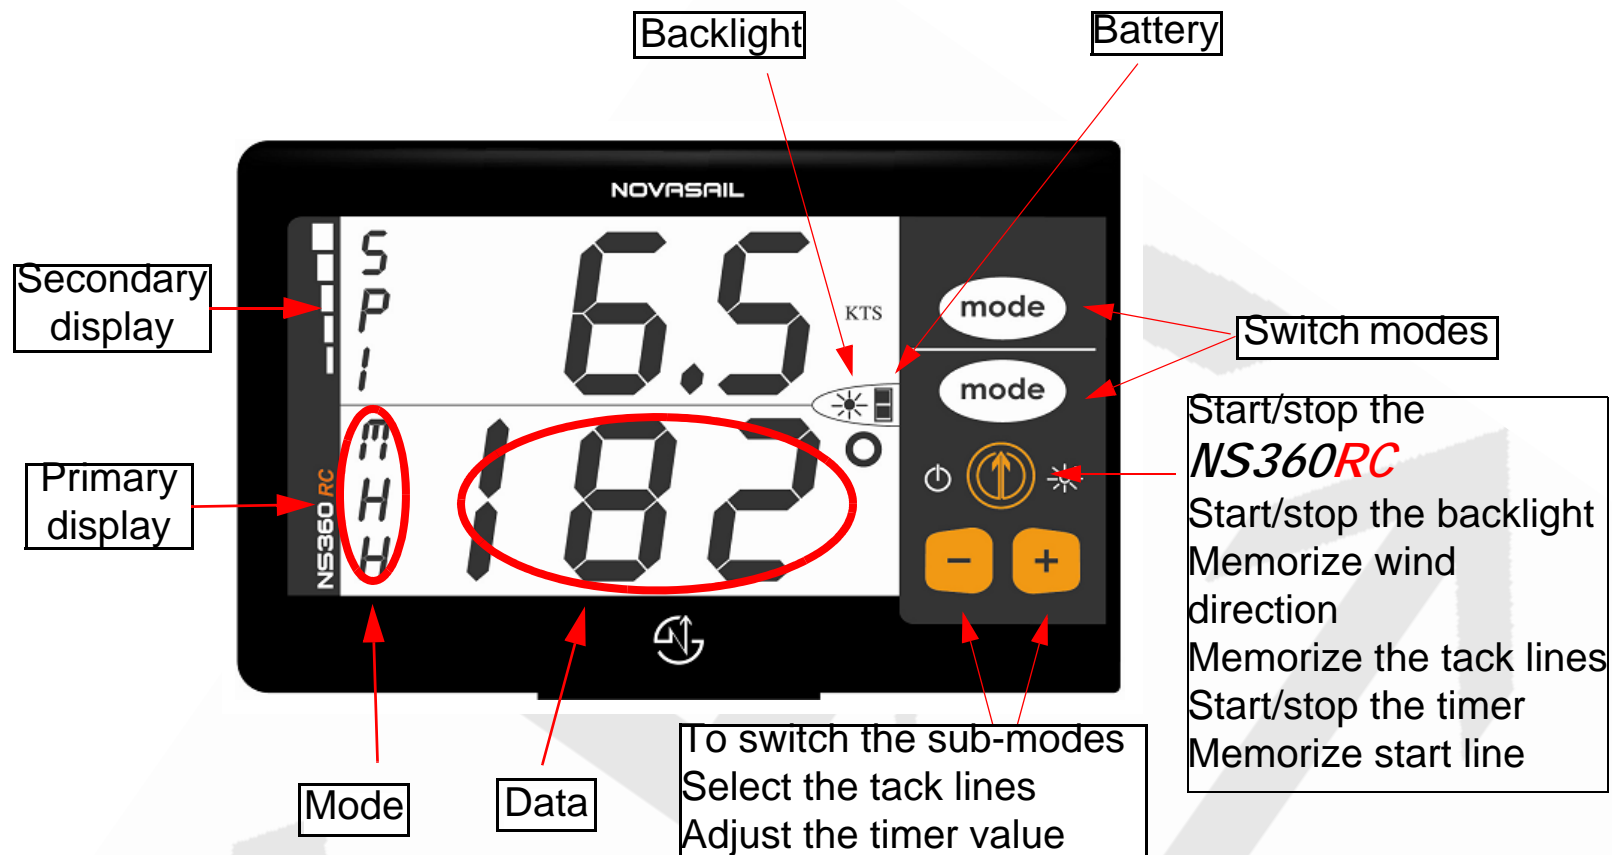 Backlight
Battery
NOVASAIL
SPI
6.5
KTS
mode
Secondary
display
Switch modes
mode
MHH
182
Primary
display
NS360 RC
- +
Start/stop the
NS360RC
Start/stop the backlight
Memorize wind
direction
Memorize the tack lines
Start/stop the timer
Memorize start line
Mode
Data
To switch the sub-modes
Select the tack lines
Adjust the timer value